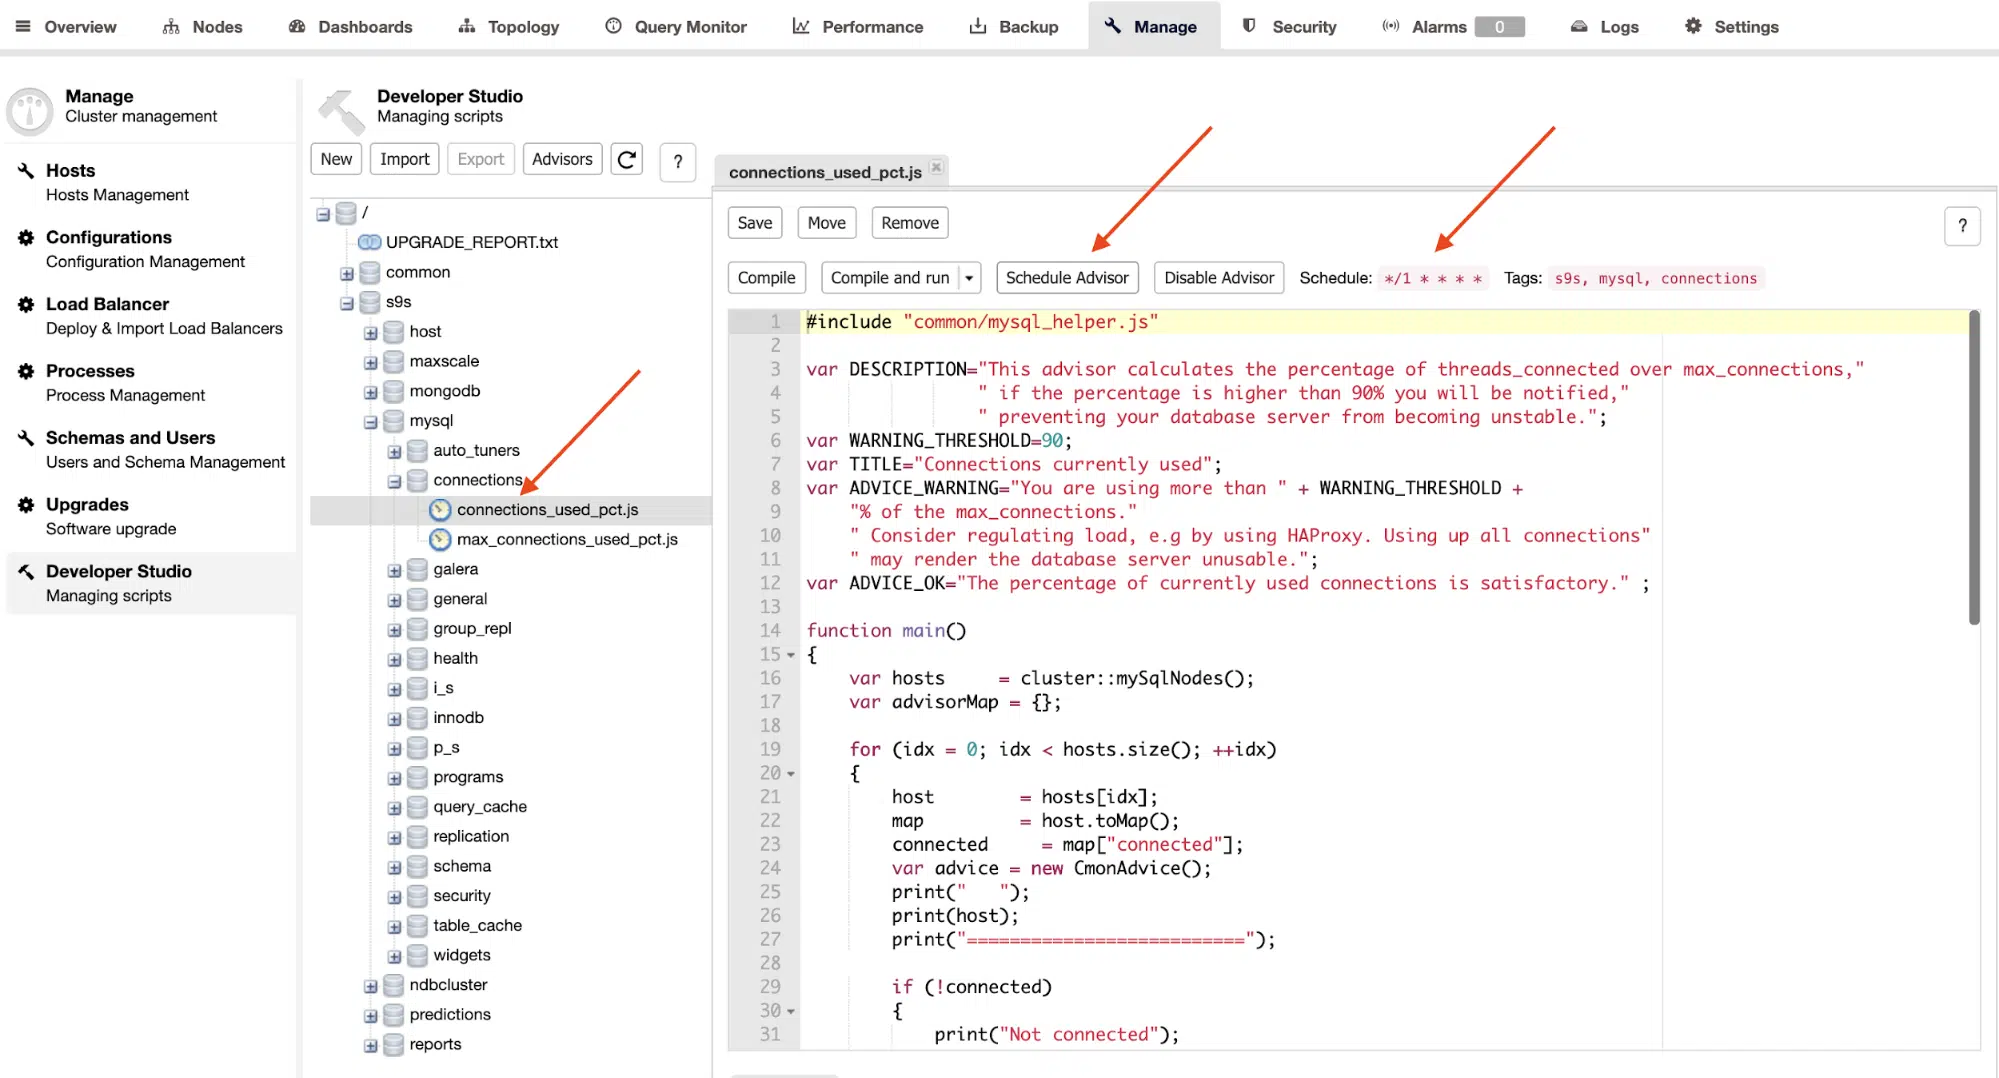 Overview Nodes Dashboards Topology Query Monitor Performance Backup Manage Security Alarms 0 Logs Settings
Manage
Cluster management
Hosts
Hosts Management
Configurations
Configuration Management
Load Balancer
Deploy & Import Load Balancers
Processes
Process Management
Schemas and Users
Users and Schema Management
Upgrades
Software upgrade
Developer Studio
Managing scripts
Developer Studio
Managing scripts
New Import Export Advisors ?
/
UPGRADE_REPORT.txt
common
s9s
host
maxscale
mongodb
mysql
auto_tuners
connections
connections_used_pct.js
max_connections_used_pct.js
galera
general
group_repl
health
i_s
innodb
p_s
programs
query_cache
replication
schema
security
table_cache
widgets
ndbcluster
predictions
reports
connections_used_pct.js
Save Move Remove ?
Compile Compile and run Schedule Advisor Disable Advisor Schedule: */1 * * * * Tags: s9s, mysql, connections
1 #include "common/mysql_helper.js"
2
3 var DESCRIPTION="This advisor calculates the percentage of threads_connected over max_connections,"
4 " if the percentage is higher than 90% you will be notified,"
5 " preventing your database server from becoming unstable.";
6 var WARNING_THRESHOLD=90;
7 var TITLE="Connections currently used";
8 var ADVICE_WARNING="You are using more than " + WARNING_THRESHOLD +
9 "% of the max_connections."
10 " Consider regulating load, e.g by using HAProxy. Using up all connections"
11 " may render the database server unusable.";
12 var ADVICE_OK="The percentage of currently used connections is satisfactory." ;
13
14 function main()
15 {
16 var hosts = cluster::mySqlNodes();
17 var advisorMap = {};
18
19 for (idx = 0; idx < hosts.size(); ++idx)
20 {
21 host = hosts[idx];
22 map = host.toMap();
23 connected = map["connected"];
24 var advice = new CmonAdvice();
25 print("   ");
26 print(host);
27 print("==========================");
28
29 if (!connected)
30 {
31 print("Not connected");